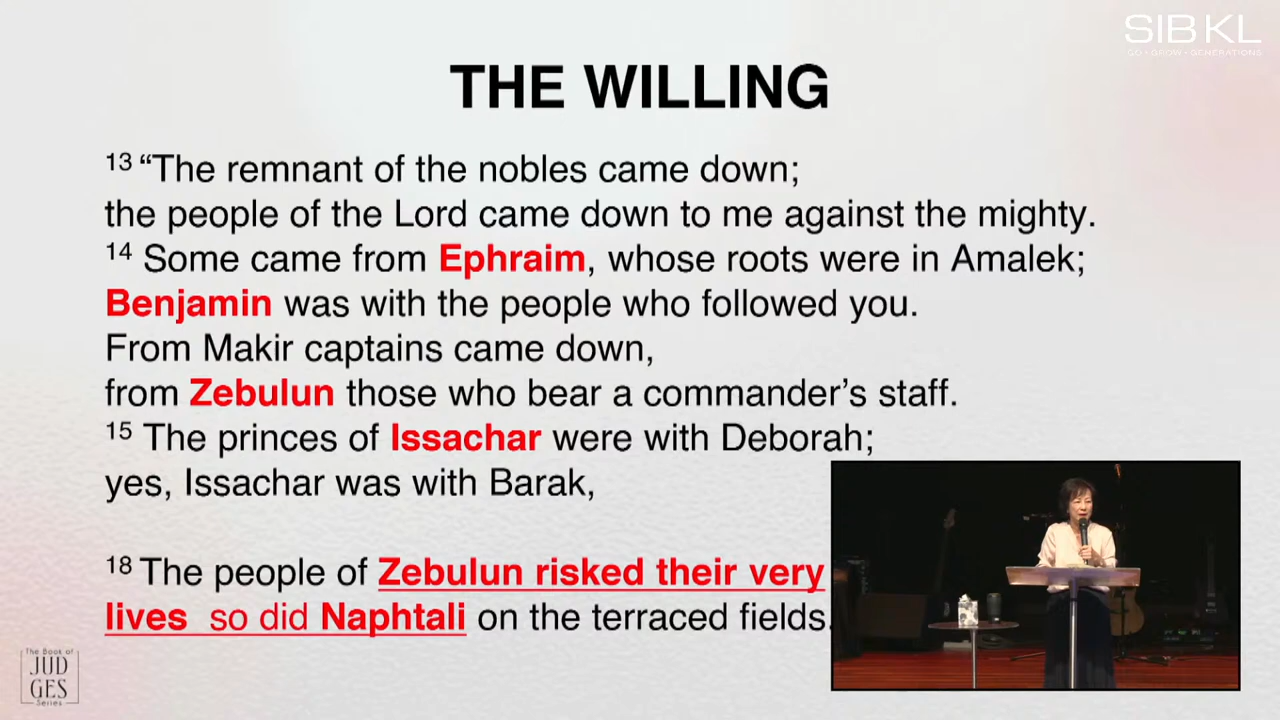 SIBKL
GO • GROW • GENERATIONS
THE WILLING
13 “The remnant of the nobles came down;
the people of the Lord came down to me against the mighty.
14 Some came from Ephraim, whose roots were in Amalek;
Benjamin was with the people who followed you.
From Makir captains came down,
from Zebulun those who bear a commander’s staff.
15 The princes of Issachar were with Deborah;
yes, Issachar was with Barak,
18 The people of Zebulun risked their very
lives so did Naphtali on the terraced fields.
The Book of
JUD
GES
Series